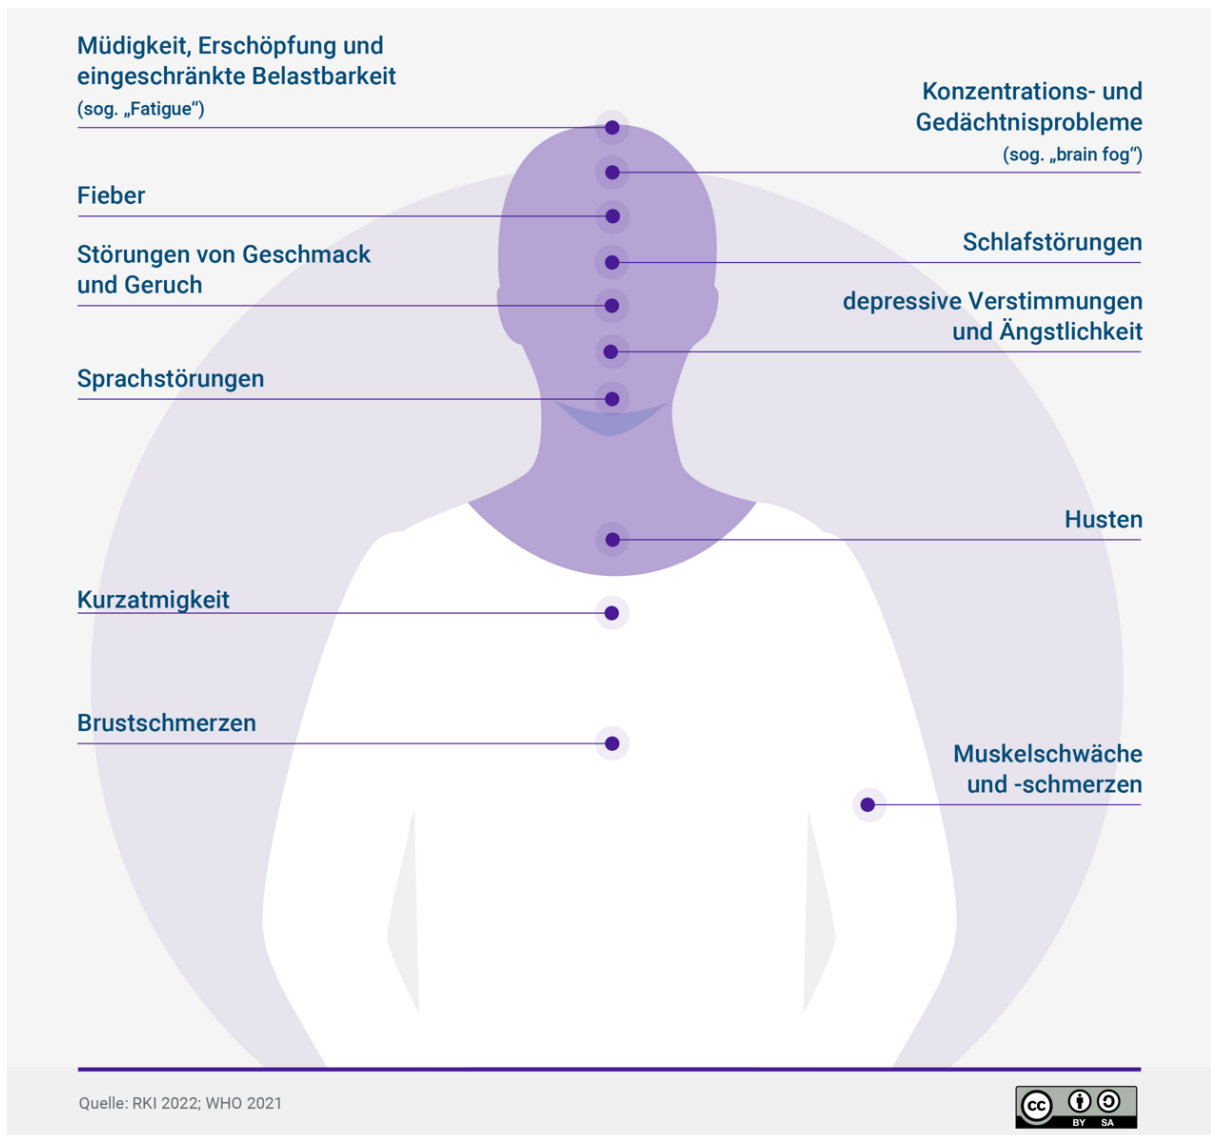 Müdigkeit, Erschöpfung und
eingeschränkte Belastbarkeit
(sog. „Fatigue“)
Konzentrations- und
Gedächtnisprobleme
(sog. „brain fog“)
Fieber
Schlafstörungen
Störungen von Geschmack
und Geruch
depressive Verstimmungen
und Ängstlichkeit
Sprachstörungen
Husten
Kurzatmigkeit
Brustschmerzen
Muskelschwäche
und -schmerzen
Quelle: RKI 2022; WHO 2021
cc
BY SA